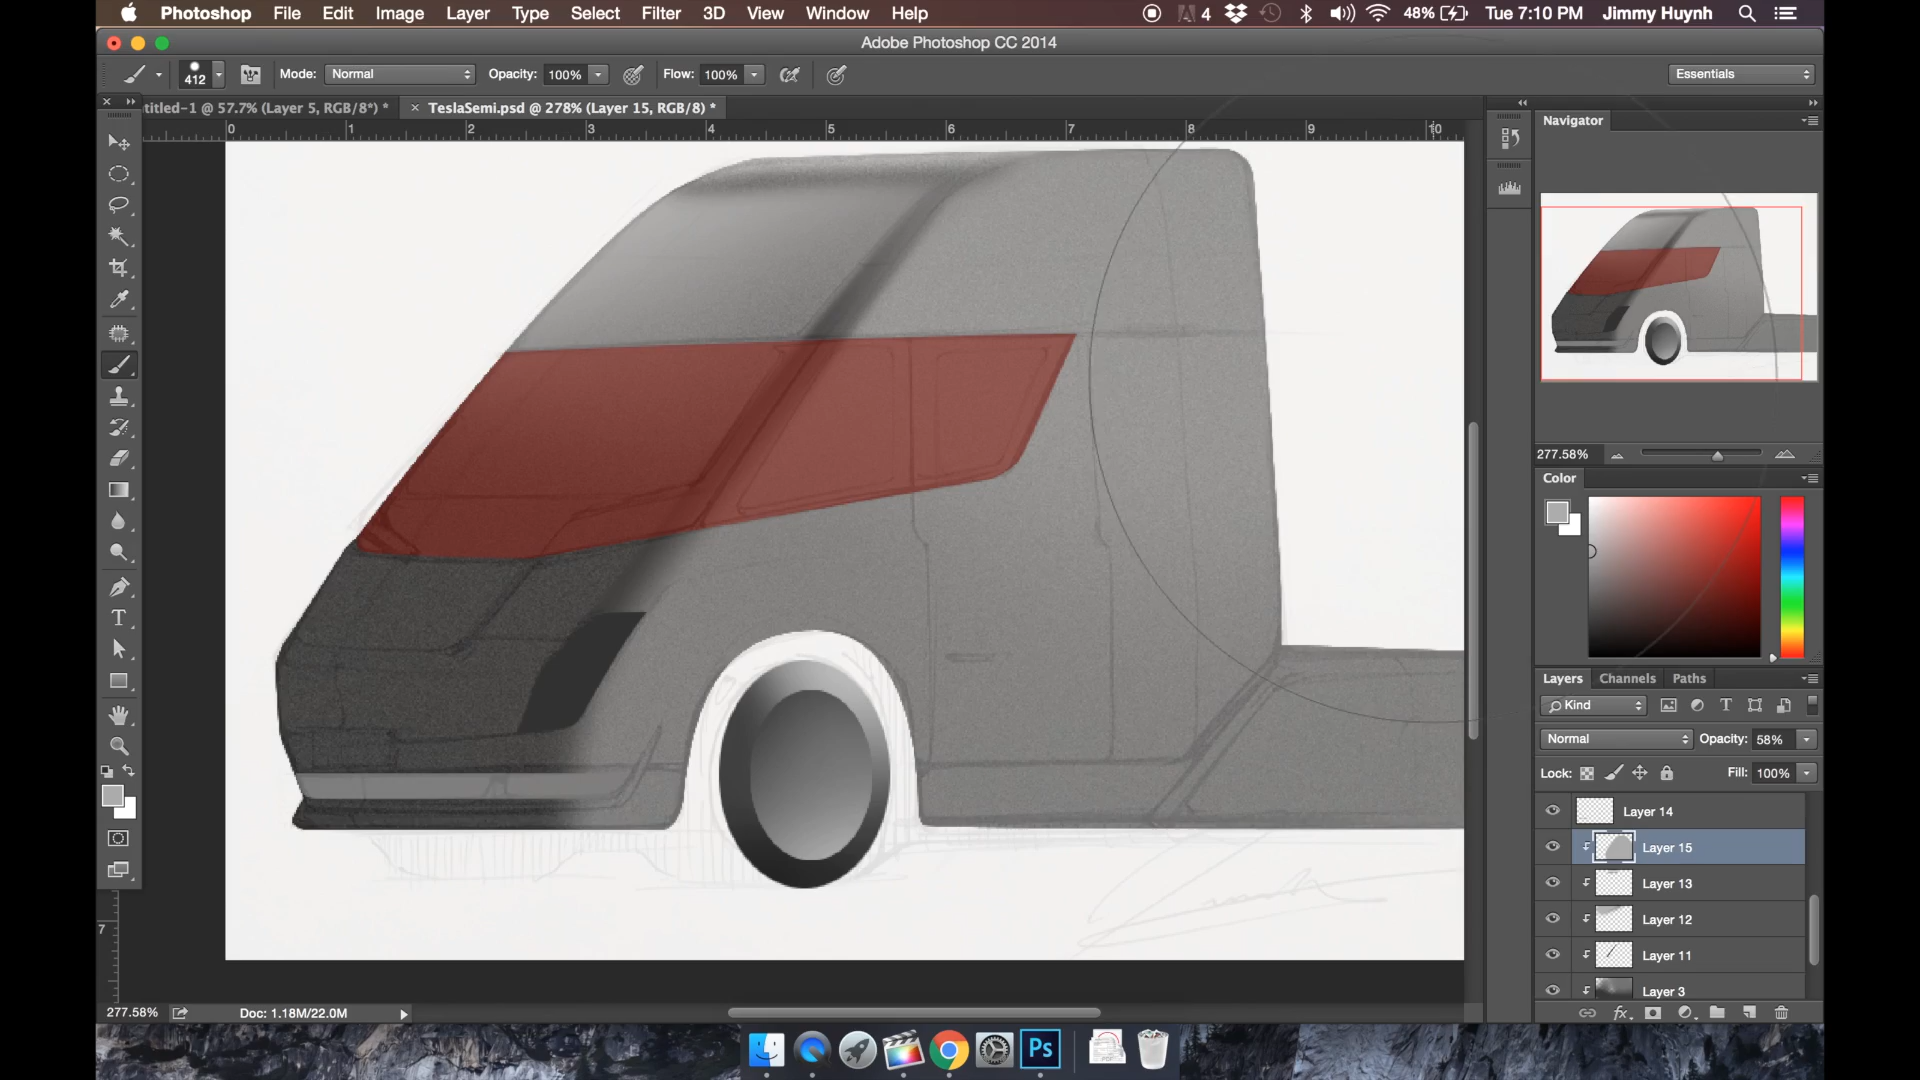 Photoshop File Edit Image Layer Type Select Filter 3D View Window Help 4 48% Tue 7:10 PM Jimmy Huynh
Adobe Photoshop CC 2014
412 Mode: Normal Opacity: 100% Flow: 100% Essentials
ntitled-1 @ 57.7% (Layer 5, RGB/8*) * × TeslaSemi.psd @ 278% (Layer 15, RGB/8) *
0 1 2 3 4 5 6 7 8 9 10
Navigator
277.58%
Color
Layers Channels Paths
Kind
Normal Opacity: 58%
Lock: Fill: 100%
Layer 14
Layer 15
Layer 13
Layer 12
Layer 11
Layer 3
T
7
277.58% Doc: 1.18M/22.0M
fx
Ps